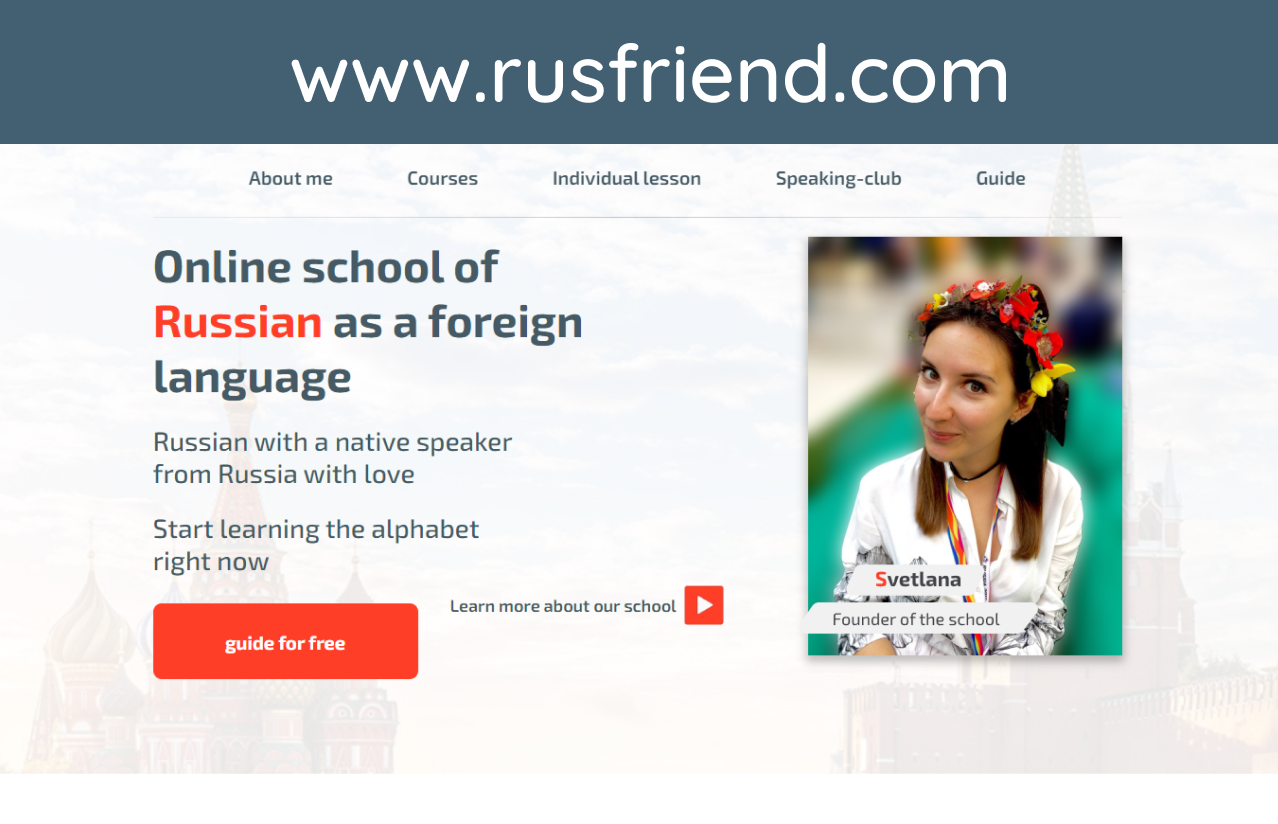 www.rusfriend.com
About me Courses Individual lesson Speaking-club Guide
Online school of
Russian as a foreign
language
Russian with a native speaker
from Russia with love
Start learning the alphabet
right now
guide for free
Learn more about our school
Svetlana
Founder of the school